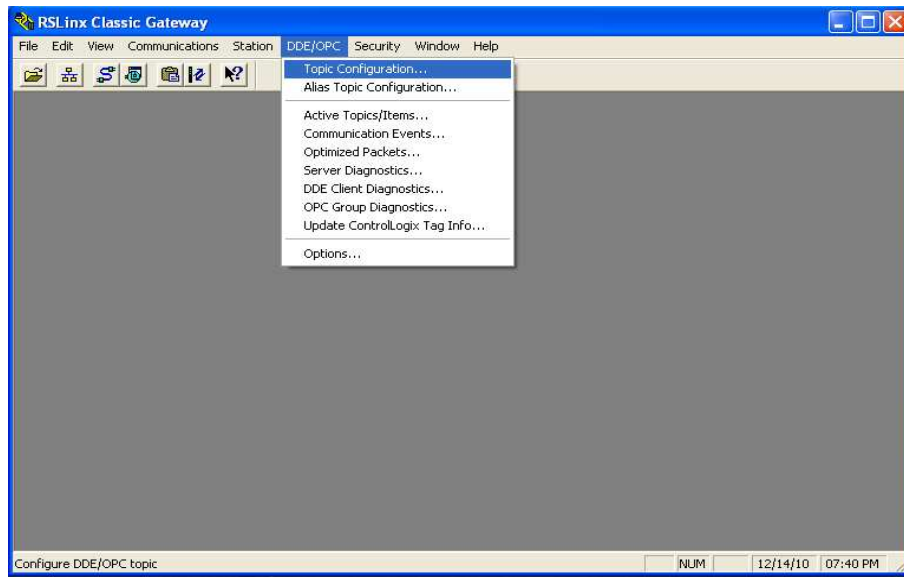 RSLinx Classic Gateway
File Edit View Communications Station DDE/OPC Security Window Help
Topic Configuration...
Alias Topic Configuration...
Active Topics/Items...
Communication Events...
Optimized Packets...
Server Diagnostics...
DDE Client Diagnostics...
OPC Group Diagnostics...
Update ControlLogix Tag Info...
Options...
Configure DDE/OPC topic NUM 12/14/10 07:40 PM